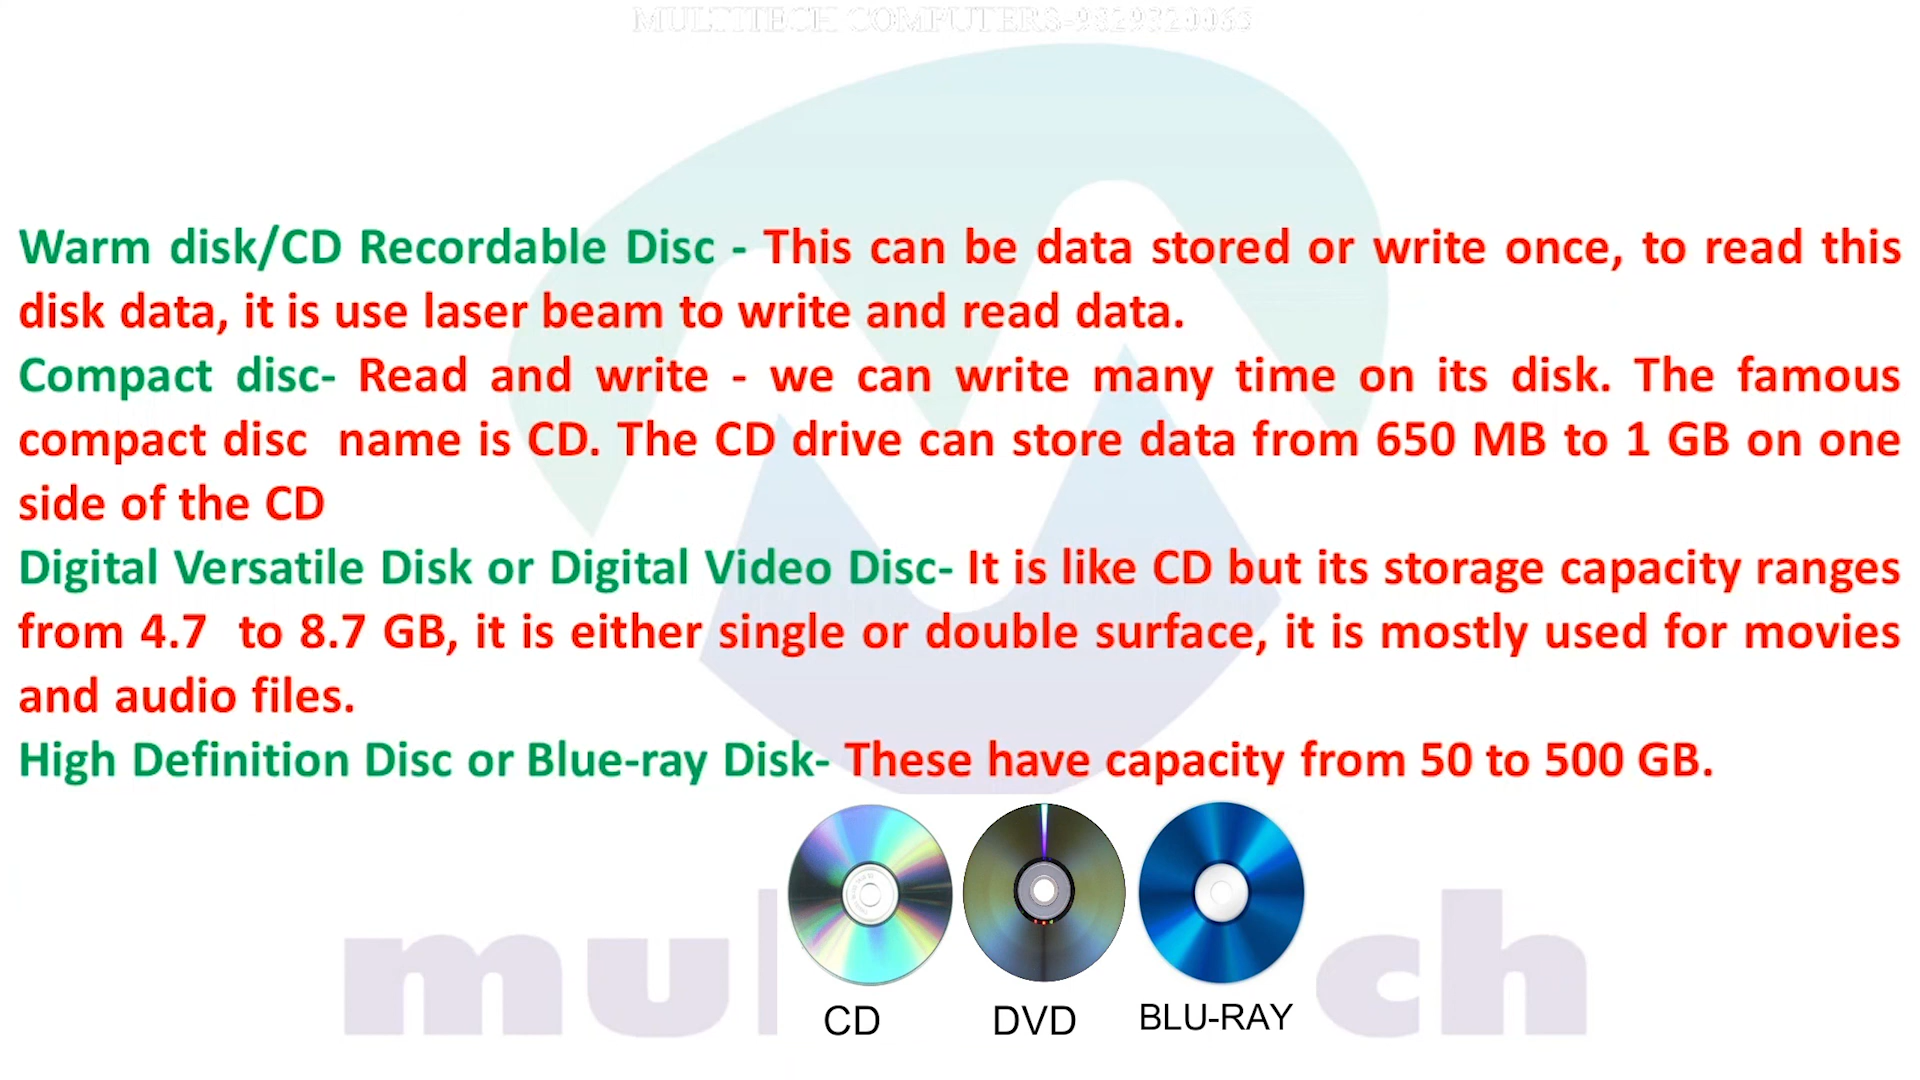 MULTITECH COMPUTERS-9829320065
Warm disk/CD Recordable Disc - This can be data stored or write once, to read this
disk data, it is use laser beam to write and read data.
Compact disc- Read and write - we can write many time on its disk. The famous
compact disc name is CD. The CD drive can store data from 650 MB to 1 GB on one
side of the CD
Digital Versatile Disk or Digital Video Disc- It is like CD but its storage capacity ranges
from 4.7 to 8.7 GB, it is either single or double surface, it is mostly used for movies
and audio files.
High Definition Disc or Blue-ray Disk- These have capacity from 50 to 500 GB.
mul ch
CD DVD BLU-RAY